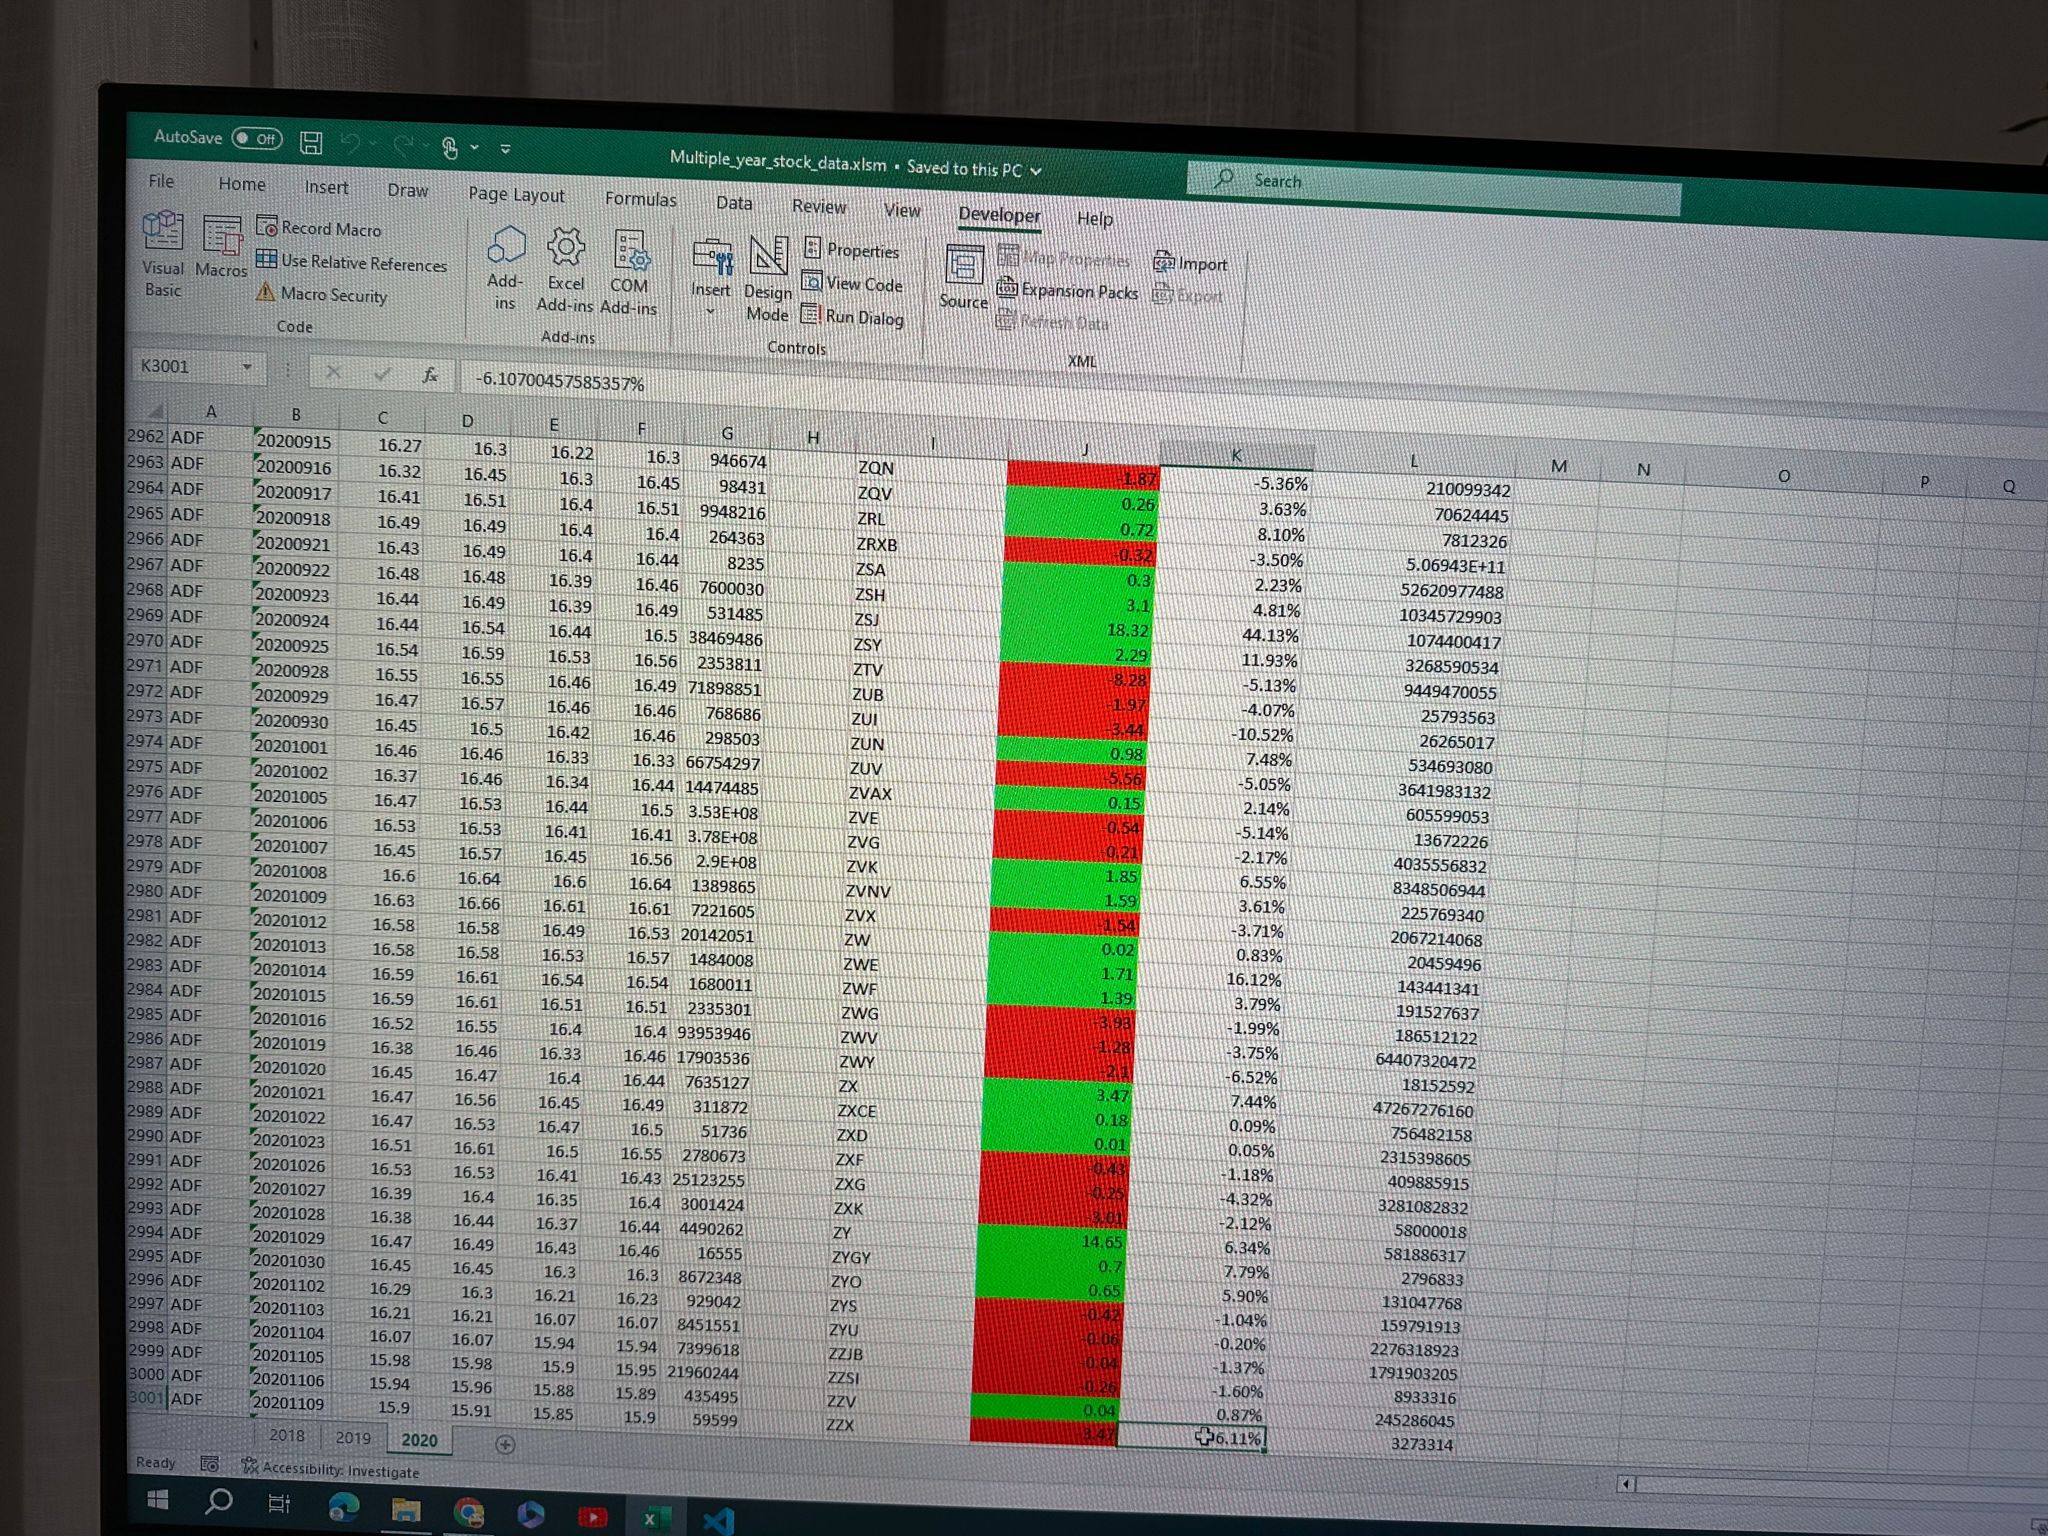 AutoSave Off Multiple_year_stock_data.xlsm • Saved to this PC Search
File Home Insert Draw Page Layout Formulas Data Review View Developer Help
Visual Basic
Macros
Record Macro
Use Relative References
Macro Security
Code
Add-ins
Excel Add-ins
COM Add-ins
Add-ins
Insert
Design Mode
Properties
View Code
Run Dialog
Controls
Source
Map Properties
Expansion Packs
Refresh Data
Import
Export
XML
K3001 fx -6.10700457585357%
A B C D E F G H I J K L M N O P Q
2962 ADF 20200915 16.27 16.3 16.22 16.3 946674 ZQN -1.87 -5.36% 210099342
2963 ADF 20200916 16.32 16.45 16.3 16.45 98431 ZQV 0.26 3.63% 70624445
2964 ADF 20200917 16.41 16.51 16.4 16.51 9948216 ZRL 0.72 8.10% 7812326
2965 ADF 20200918 16.49 16.49 16.4 16.4 264363 ZRXB -0.32 -3.50% 5.06943E+11
2966 ADF 20200921 16.43 16.49 16.4 16.44 8235 ZSA 0.3 2.23% 52620977488
2967 ADF 20200922 16.48 16.48 16.39 16.46 7600030 ZSH 3.1 4.81% 10345729903
2968 ADF 20200923 16.44 16.49 16.39 16.49 531485 ZSJ 18.32 44.13% 1074400417
2969 ADF 20200924 16.44 16.54 16.44 16.5 38469486 ZSY 2.29 11.93% 3268590534
2970 ADF 20200925 16.54 16.59 16.53 16.56 2353811 ZTV -8.28 -5.13% 9449470055
2971 ADF 20200928 16.55 16.55 16.46 16.49 71898851 ZUB -1.97 -4.07% 25793563
2972 ADF 20200929 16.47 16.57 16.46 16.46 768686 ZUI -3.44 -10.52% 26265017
2973 ADF 20200930 16.45 16.5 16.42 16.46 298503 ZUN 0.98 7.48% 534693080
2974 ADF 20201001 16.46 16.46 16.33 16.33 66754297 ZUV -5.56 -5.05% 3641983132
2975 ADF 20201002 16.37 16.46 16.34 16.44 14474485 ZVAX 0.15 2.14% 605599053
2976 ADF 20201005 16.47 16.53 16.44 16.5 3.53E+08 ZVE -0.54 -5.14% 13672226
2977 ADF 20201006 16.53 16.53 16.41 16.41 3.78E+08 ZVG -0.21 -2.17% 4035556832
2978 ADF 20201007 16.45 16.57 16.45 16.56 2.9E+08 ZVK 1.85 6.55% 8348506944
2979 ADF 20201008 16.6 16.64 16.6 16.64 1389865 ZVNV 1.59 3.61% 225769340
2980 ADF 20201009 16.63 16.66 16.61 16.61 7221605 ZVX -1.54 -3.71% 2067214068
2981 ADF 20201012 16.58 16.58 16.49 16.53 20142051 ZW 0.02 0.83% 20459496
2982 ADF 20201013 16.58 16.58 16.53 16.57 1484008 ZWE 1.71 16.12% 143441341
2983 ADF 20201014 16.59 16.61 16.54 16.54 1680011 ZWF 1.39 3.79% 191527637
2984 ADF 20201015 16.59 16.61 16.51 16.51 2335301 ZWG -3.93 -1.99% 186512122
2985 ADF 20201016 16.52 16.55 16.4 16.4 93953946 ZWV -1.28 -3.75% 64407320472
2986 ADF 20201019 16.38 16.46 16.33 16.46 17903536 ZWY -2.1 -6.52% 18152592
2987 ADF 20201020 16.45 16.47 16.4 16.44 7635127 ZX 3.47 7.44% 47267276160
2988 ADF 20201021 16.47 16.56 16.45 16.49 311872 ZXCE 0.18 0.09% 756482158
2989 ADF 20201022 16.47 16.53 16.47 16.5 51736 ZXD 0.01 0.05% 2315398605
2990 ADF 20201023 16.51 16.61 16.5 16.55 2780673 ZXF -0.43 -1.18% 409885915
2991 ADF 20201026 16.53 16.53 16.41 16.43 25123255 ZXG -0.25 -4.32% 3281082832
2992 ADF 20201027 16.39 16.4 16.35 16.4 3001424 ZXK -3.01 -2.12% 58000018
2993 ADF 20201028 16.38 16.44 16.37 16.44 4490262 ZY 14.65 6.34% 581886317
2994 ADF 20201029 16.47 16.49 16.43 16.46 16555 ZYGY 0.7 7.79% 2796833
2995 ADF 20201030 16.45 16.45 16.3 16.3 8672348 ZYO 0.65 5.90% 131047768
2996 ADF 20201102 16.29 16.3 16.21 16.23 929042 ZYS -0.42 -1.04% 159791913
2997 ADF 20201103 16.21 16.21 16.07 16.07 8451551 ZYU -0.06 -0.20% 2276318923
2998 ADF 20201104 16.07 16.07 15.94 15.94 7399618 ZZJB -0.04 -1.37% 1791903205
2999 ADF 20201105 15.98 15.98 15.9 15.95 21960244 ZZSI -0.26 -1.60% 8933316
3000 ADF 20201106 15.94 15.96 15.88 15.89 435495 ZZV 0.04 0.87% 245286045
3001 ADF 20201109 15.9 15.91 15.85 15.9 59599 ZZX 3.47 6.11% 3273314
2018 2019 2020
Ready Accessibility: Investigate